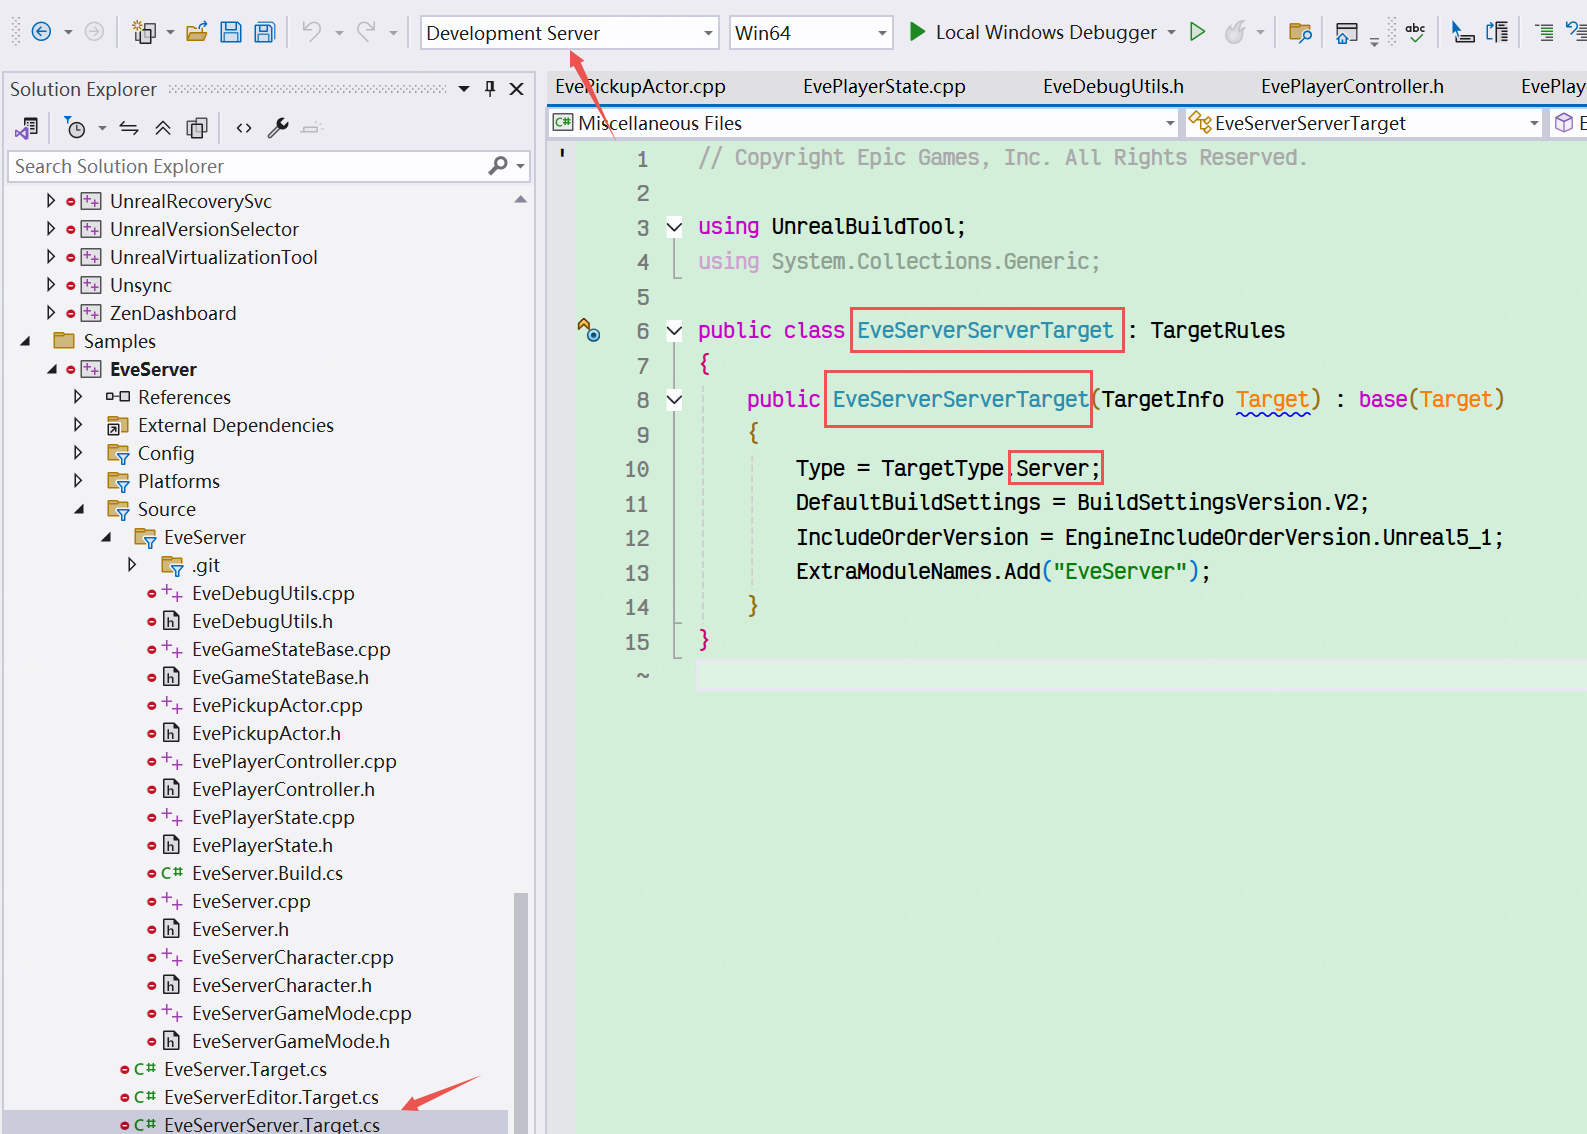 Development Server
Win64
Local Windows Debugger
abc
Solution Explorer
Search Solution Explorer
UnrealRecoverySvc
UnrealVersionSelector
UnrealVirtualizationTool
Unsync
ZenDashboard
Samples
EveServer
References
External Dependencies
Config
Platforms
Source
EveServer
.git
EveDebugUtils.cpp
EveDebugUtils.h
EveGameStateBase.cpp
EveGameStateBase.h
EvePickupActor.cpp
EvePickupActor.h
EvePlayerController.cpp
EvePlayerController.h
EvePlayerState.cpp
EvePlayerState.h
C# EveServer.Build.cs
EveServer.cpp
EveServer.h
EveServerCharacter.cpp
EveServerCharacter.h
EveServerGameMode.cpp
EveServerGameMode.h
C# EveServer.Target.cs
C# EveServerEditor.Target.cs
C# EveServerServer.Target.cs
EvePickupActor.cpp EvePlayerState.cpp EveDebugUtils.h EvePlayerController.h EvePlay
C# Miscellaneous Files
EveServerServerTarget
E
1 // Copyright Epic Games, Inc. All Rights Reserved.
2
3 using UnrealBuildTool;
4 using System.Collections.Generic;
5
6 public class EveServerServerTarget : TargetRules
7 {
8 public EveServerServerTarget(TargetInfo Target) : base(Target)
9 {
10 Type = TargetType.Server;
11 DefaultBuildSettings = BuildSettingsVersion.V2;
12 IncludeOrderVersion = EngineIncludeOrderVersion.Unreal5_1;
13 ExtraModuleNames.Add("EveServer");
14 }
15 }
~